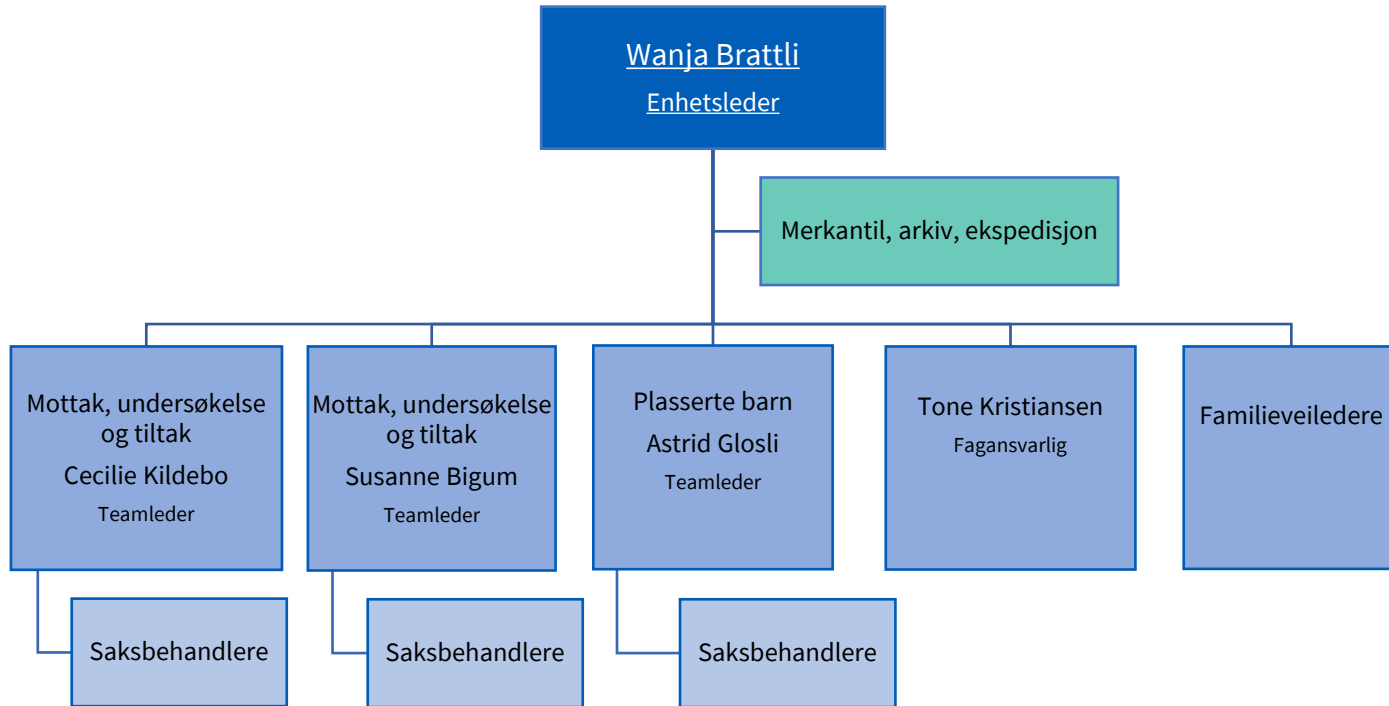 Wanja Brattli
Enhetsleder
Merkantil, arkiv, ekspedisjon
Mottak, undersøkelse
og tiltak
Cecilie Kildebo
Teamleder
Mottak, undersøkelse
og tiltak
Susanne Bigum
Teamleder
Plasserte barn
Astrid Glosli
Teamleder
Tone Kristiansen
Fagansvarlig
Familieveiledere
Saksbehandlere
Saksbehandlere
Saksbehandlere